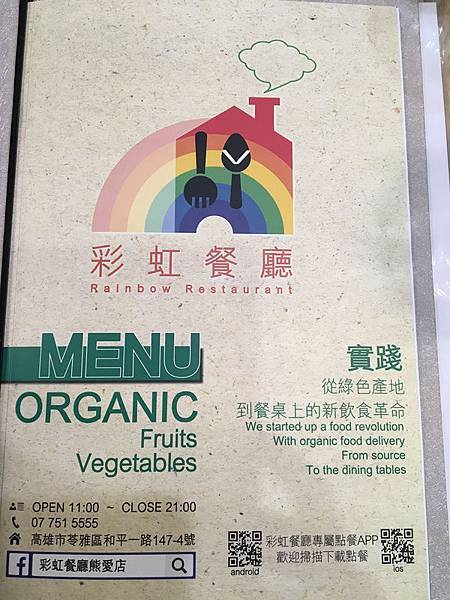 彩虹餐廳
Rainbow Restaurant
MENU
ORGANIC
Fruits
Vegetables
實踐
從綠色產地
到餐桌上的新飲食革命
We started up a food revolution
With organic food delivery
From source
To the dining tables
OPEN 11:00 ~ CLOSE 21:00
07 751 5555
高雄市苓雅區和平一路147-4號
f 彩虹餐廳熊愛店
彩虹餐廳專屬點餐APP
歡迎掃描下載點餐
android
ios